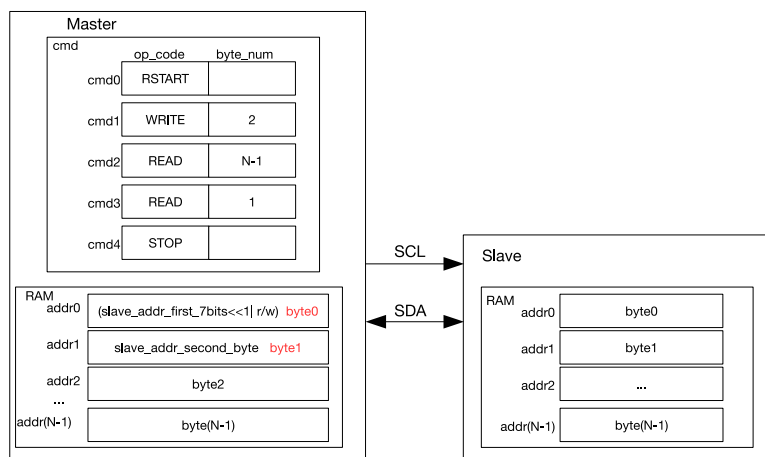 Master
cmd
op_code byte_num
cmd0 RSTART
cmd1 WRITE 2
cmd2 READ N-1
cmd3 READ 1
cmd4 STOP
SCL
SDA
Slave
RAM
addr0 (slave_addr_first_7bits<<1| r/w) byte0
addr1 slave_addr_second_byte byte1
addr2 byte2
...
addr(N-1) byte(N-1)
RAM
addr0 byte0
addr1 byte1
addr2 ...
addr(N-1) byte(N-1)